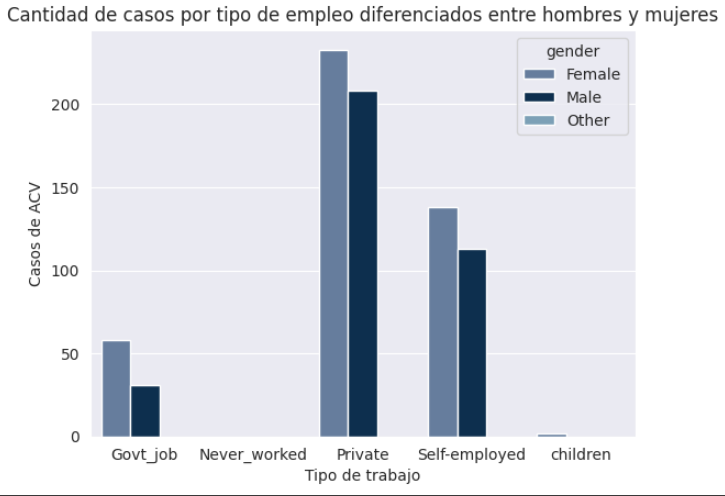 Cantidad de casos por tipo de empleo diferenciados entre hombres y mujeres
gender
Female
Male
Other
200
150
100
50
0
Casos de ACV
Govt_job Never_worked Private Self-employed children
Tipo de trabajo